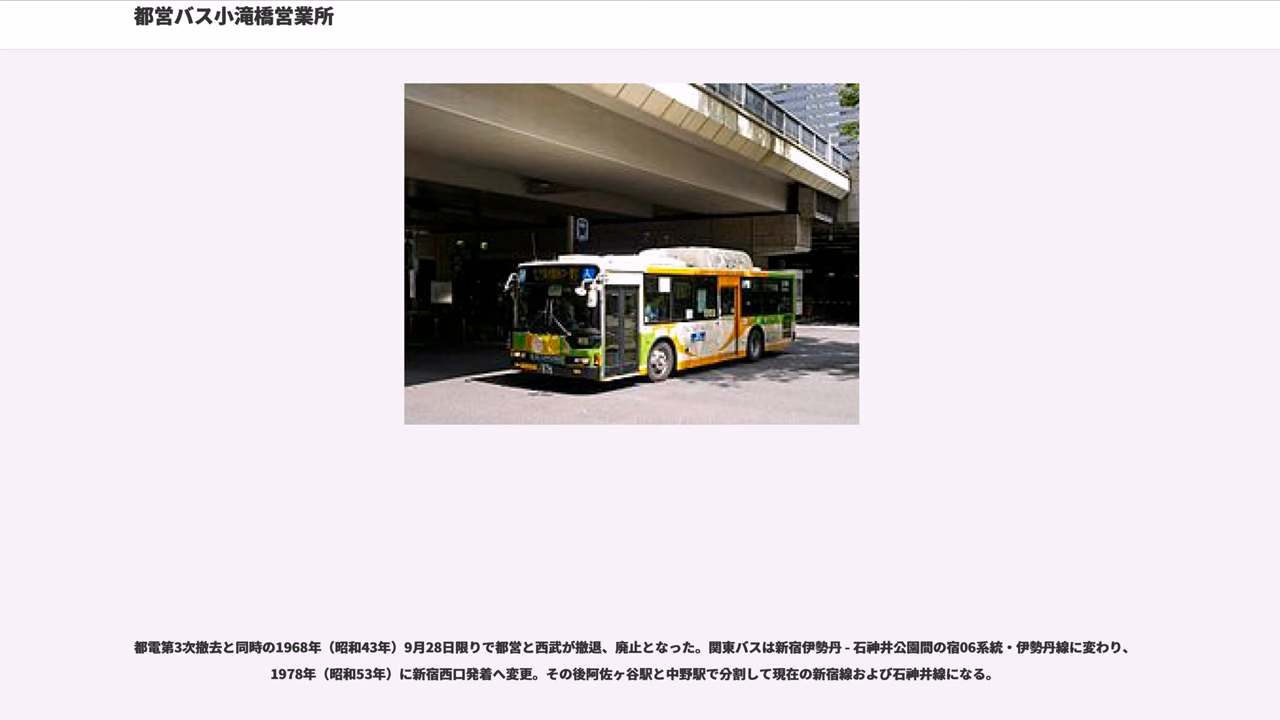 都営バス小滝橋営業所
都電第3次撤去と同時の1968年（昭和43年）9月28日限りで都営と西武が撤退、廃止となった。関東バスは新宿伊勢丹 - 石神井公園間の宿06系統・伊勢丹線に変わり、
1978年（昭和53年）に新宿西口発着へ変更。その後阿佐ヶ谷駅と中野駅で分割して現在の新宿線および石神井線になる。